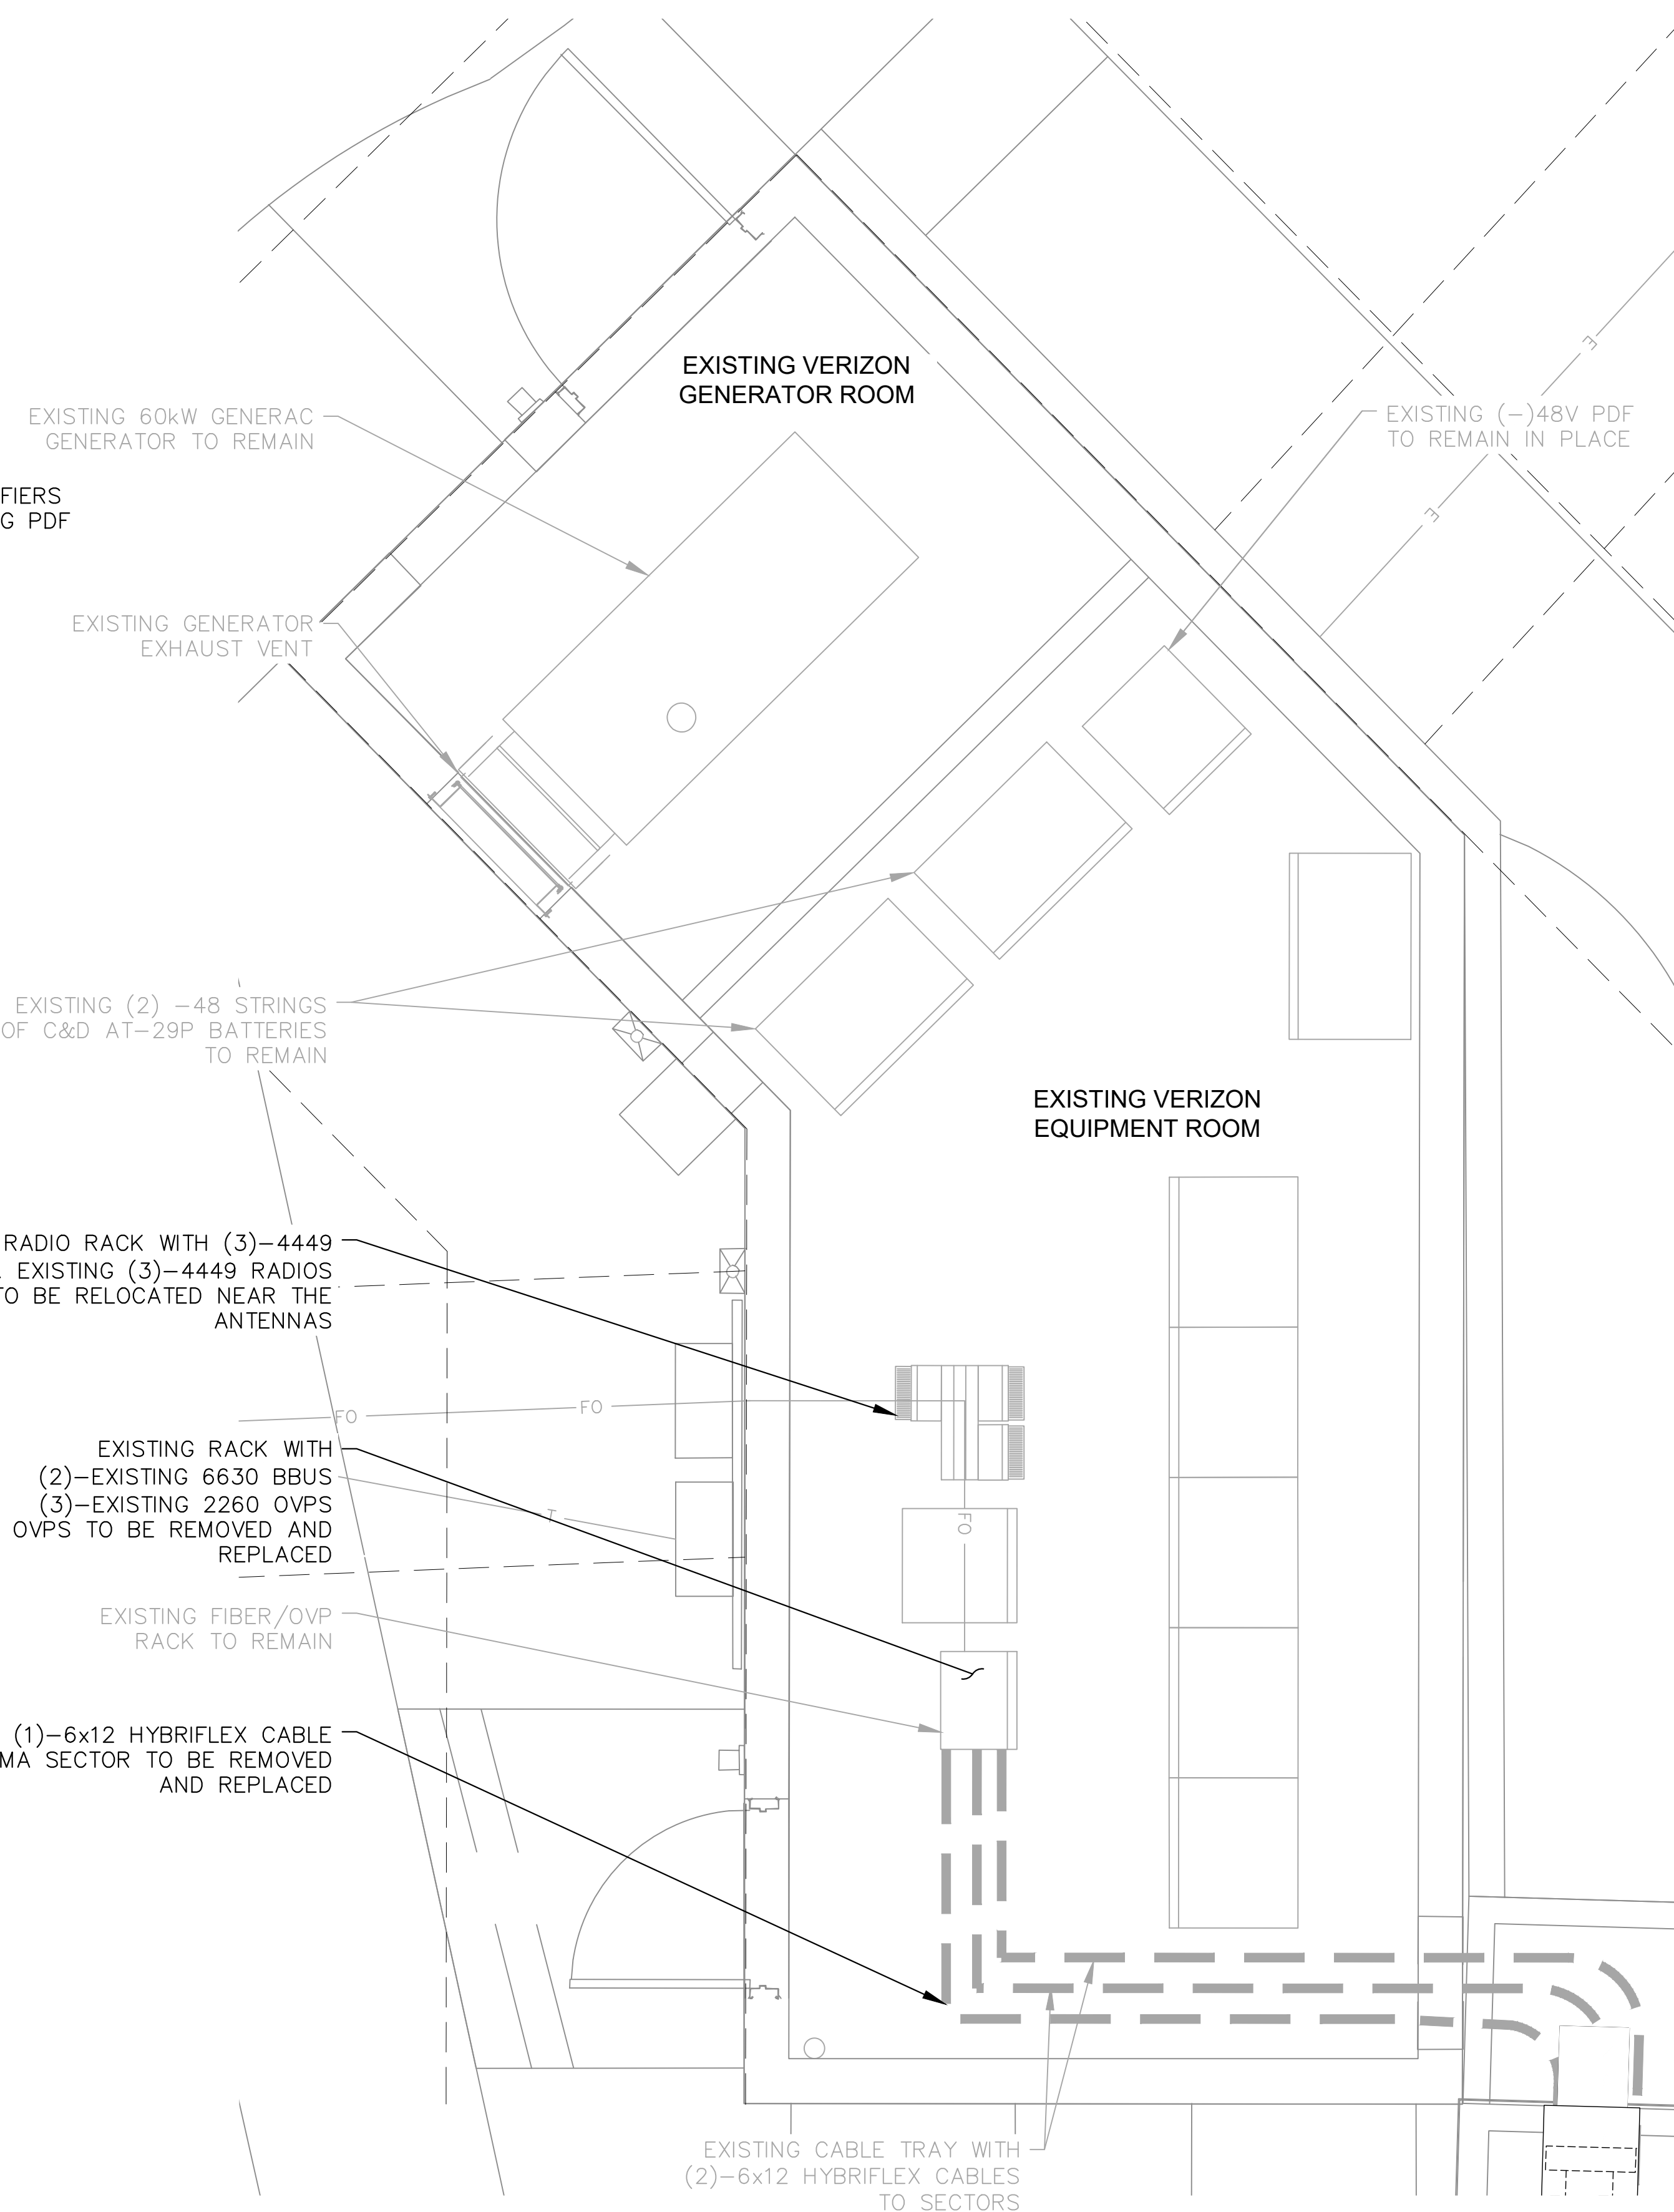 EXISTING VERIZON
GENERATOR ROOM
EXISTING 60kW GENERAC
GENERATOR TO REMAIN
EXISTING (-)48V PDF
TO REMAIN IN PLACE
E
E
FIERS
G PDF
EXISTING GENERATOR
EXHAUST VENT
EXISTING (2) -48 STRINGS
OF C&D AT-29P BATTERIES
TO REMAIN
EXISTING VERIZON
EQUIPMENT ROOM
RADIO RACK WITH (3)-4449
EXISTING (3)-4449 RADIOS
TO BE RELOCATED NEAR THE
ANTENNAS
FO
FO
EXISTING RACK WITH
(2)-EXISTING 6630 BBUS
(3)-EXISTING 2260 OVPS
OVPS TO BE REMOVED AND
REPLACED
T
FO
EXISTING FIBER/OVP
RACK TO REMAIN
(1)-6x12 HYBRIFLEX CABLE
MA SECTOR TO BE REMOVED
AND REPLACED
EXISTING CABLE TRAY WITH
(2)-6x12 HYBRIFLEX CABLES
TO SECTORS